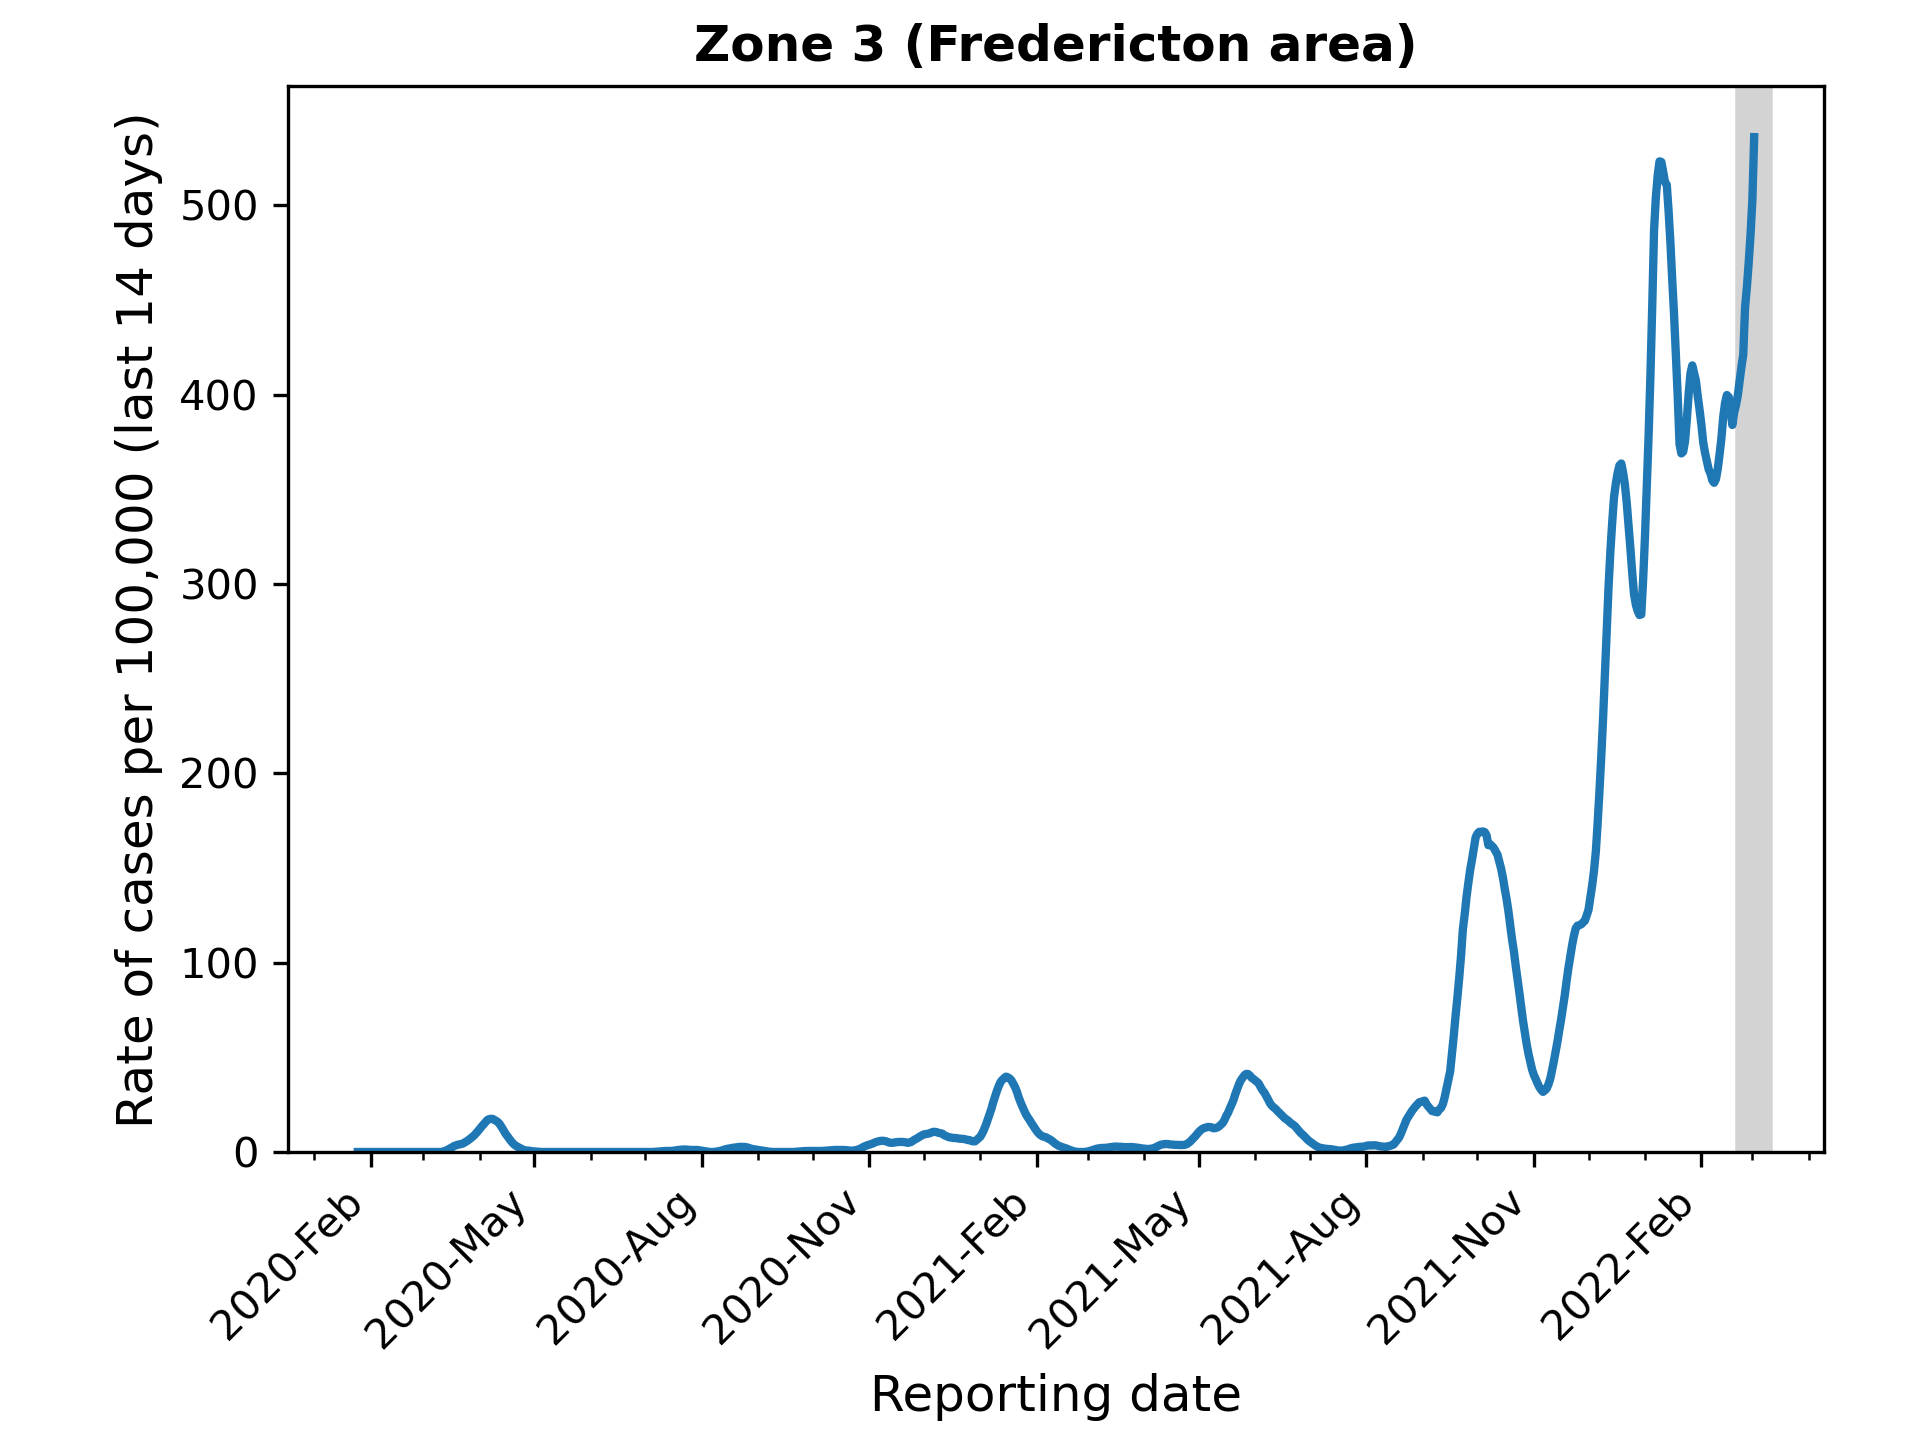 Zone 3 (Fredericton area)
Rate of cases per 100,000 (last 14 days)
500
400
300
200
100
0
2020-Feb
2020-May
2020-Aug
2020-Nov
2021-Feb
2021-May
2021-Aug
2021-Nov
2022-Feb
Reporting date